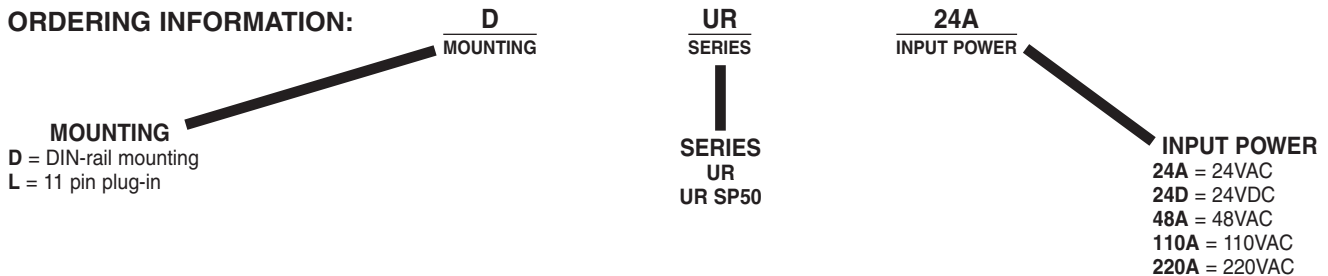 ORDERING INFORMATION: D UR 24A
MOUNTING SERIES INPUT POWER
MOUNTING
D = DIN-rail mounting
L = 11 pin plug-in
SERIES
UR
UR SP50
INPUT POWER
24A = 24VAC
24D = 24VDC
48A = 48VAC
110A = 110VAC
220A = 220VAC